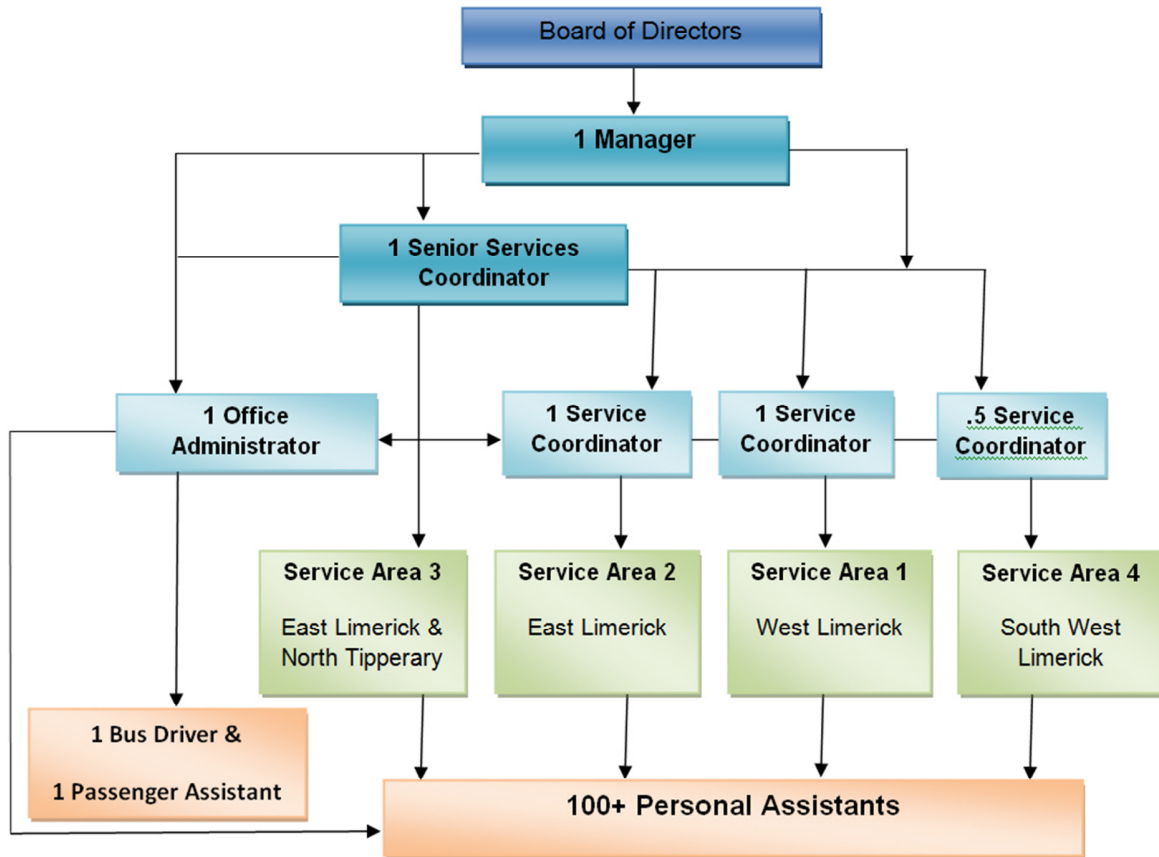 Board of Directors
1 Manager
1 Senior Services
Coordinator
1 Office
Administrator
1 Service
Coordinator
1 Service
Coordinator
.5 Service
Coordinator
Service Area 3
East Limerick &
North Tipperary
Service Area 2
East Limerick
Service Area 1
West Limerick
Service Area 4
South West
Limerick
1 Bus Driver &
1 Passenger Assistant
100+ Personal Assistants